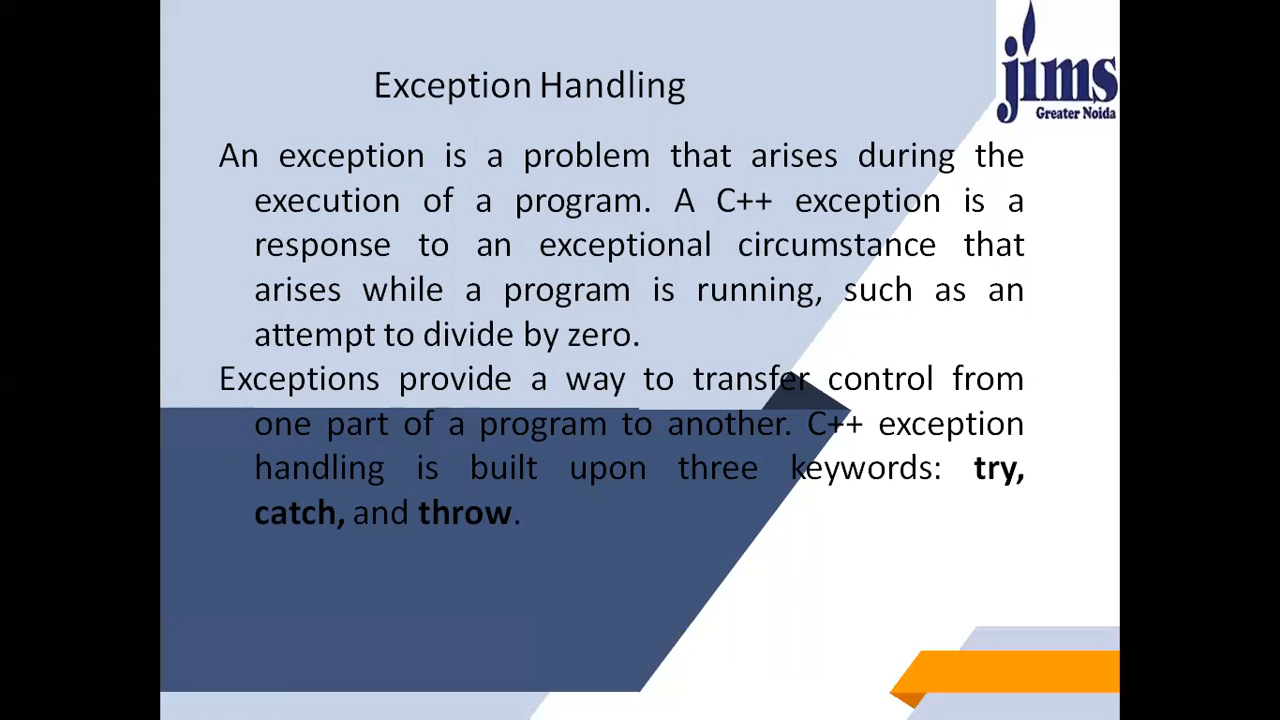 jims
Greater Noida
Exception Handling
An exception is a problem that arises during the
execution of a program. A C++ exception is a
response to an exceptional circumstance that
arises while a program is running, such as an
attempt to divide by zero.
Exceptions provide a way to transfer control from
one part of a program to another. C++ exception
handling is built upon three keywords: try,
catch, and throw.